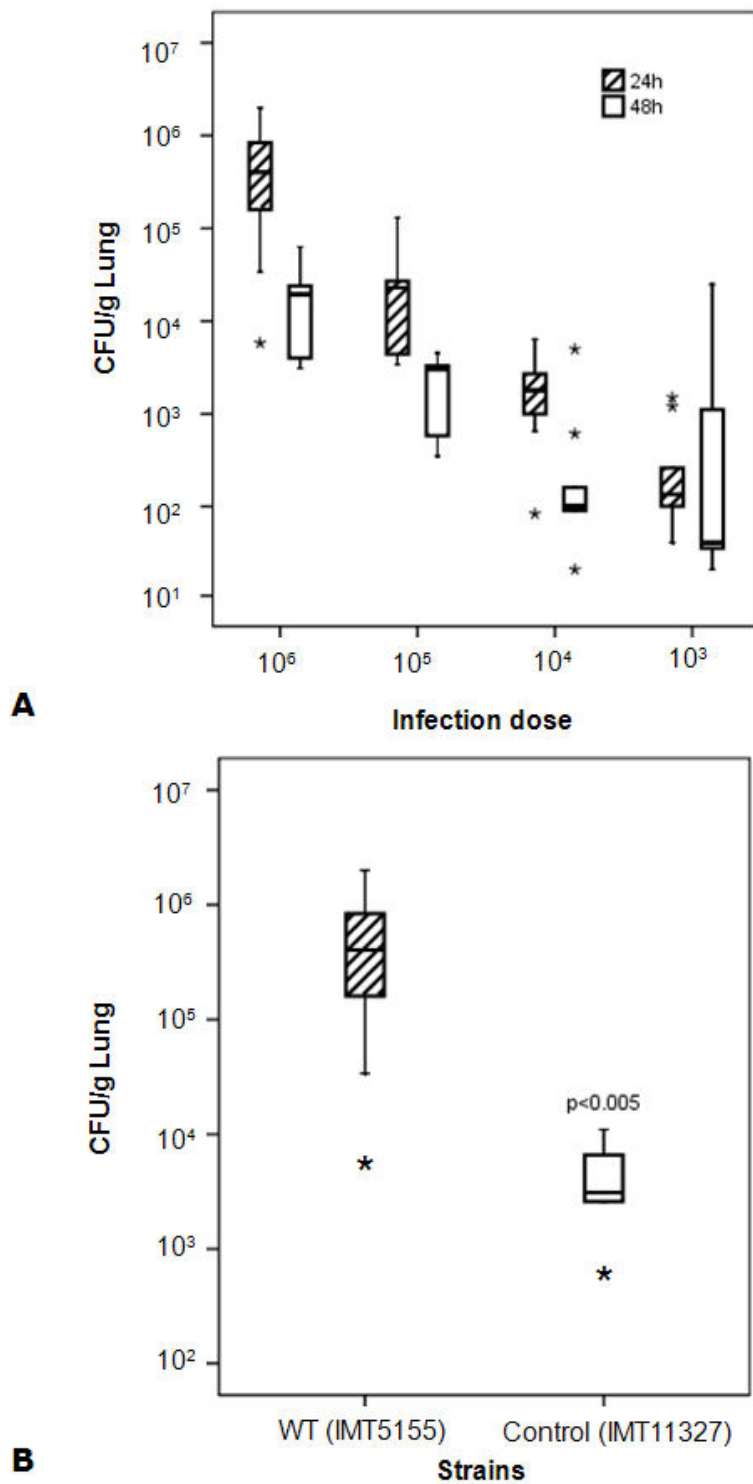 10⁷
24h
48h
10⁶
10⁵
10⁴
10³
10²
10¹
CFU/g Lung
10⁶ 10⁵ 10⁴ 10³
A
Infection dose
10⁷
10⁶
10⁵
10⁴
10³
10²
CFU/g Lung
p<0.005
WT (IMT5155) Control (IMT11327)
B
Strains